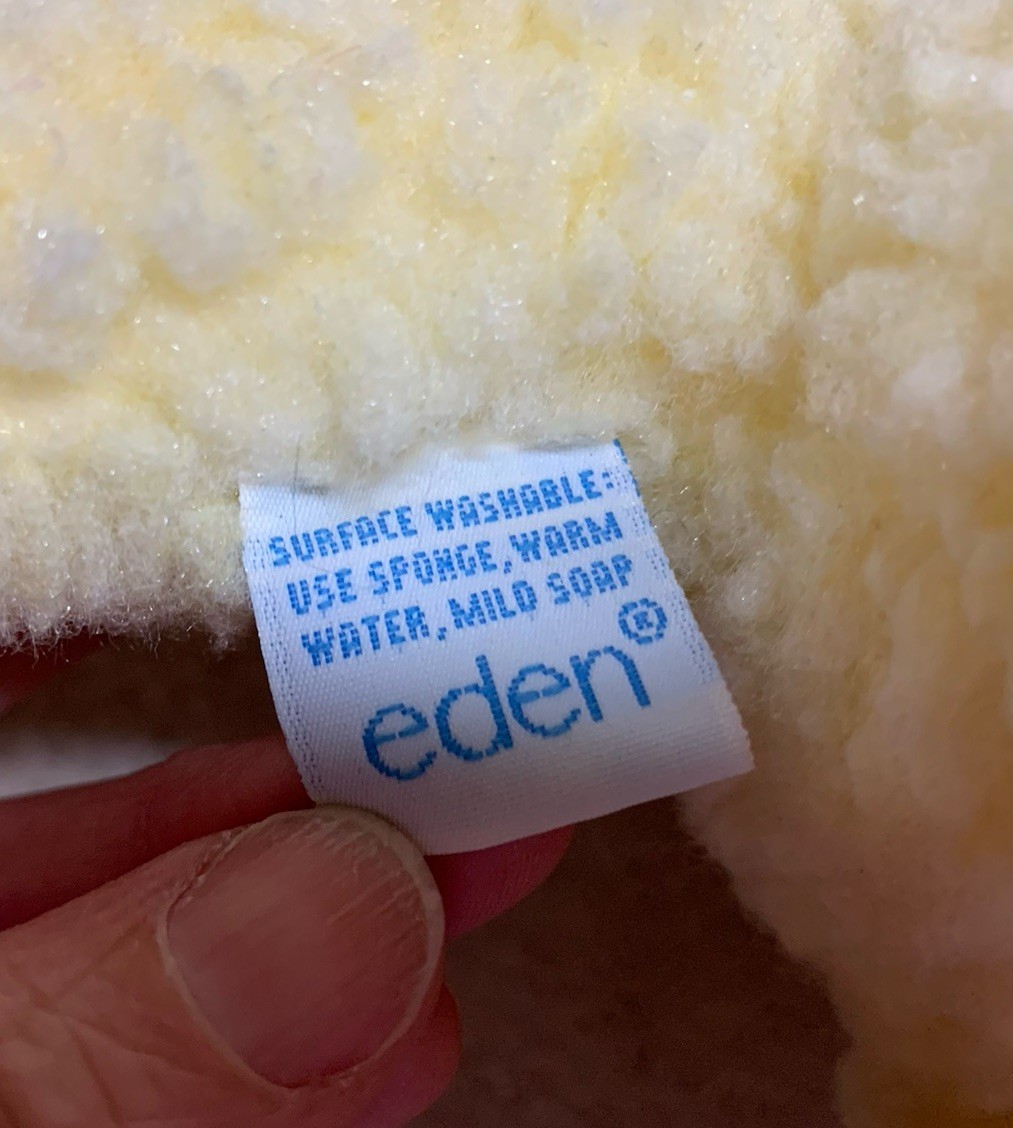 SURFACE WASHABLE:
USE SPONGE, WARM
WATER, MILD SOAP
eden®